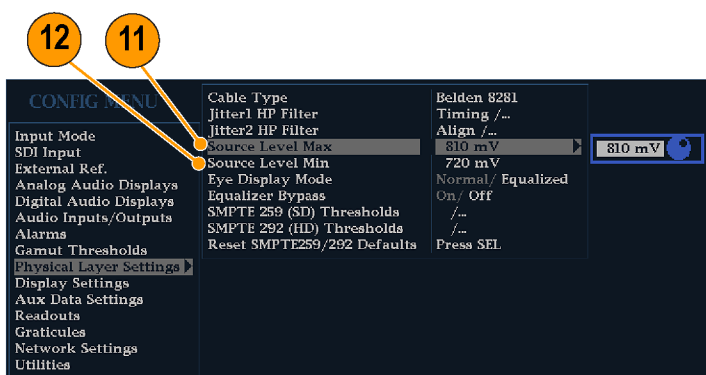 12 11
CONFIG MENU
Input Mode
SDI Input
External Ref.
Analog Audio Displays
Digital Audio Displays
Audio Inputs/Outputs
Alarms
Gamut Thresholds
Physical Layer Settings
Display Settings
Aux Data Settings
Readouts
Graticules
Network Settings
Utilities
Cable Type Belden 8281
Jitter1 HP Filter Timing /...
Jitter2 HP Filter Align /...
Source Level Max 810 mV 810 mV
Source Level Min 720 mV
Eye Display Mode Normal/ Equalized
Equalizer Bypass On/ Off
SMPTE 259 (SD) Thresholds /...
SMPTE 292 (HD) Thresholds /...
Reset SMPTE259/292 Defaults Press SEL